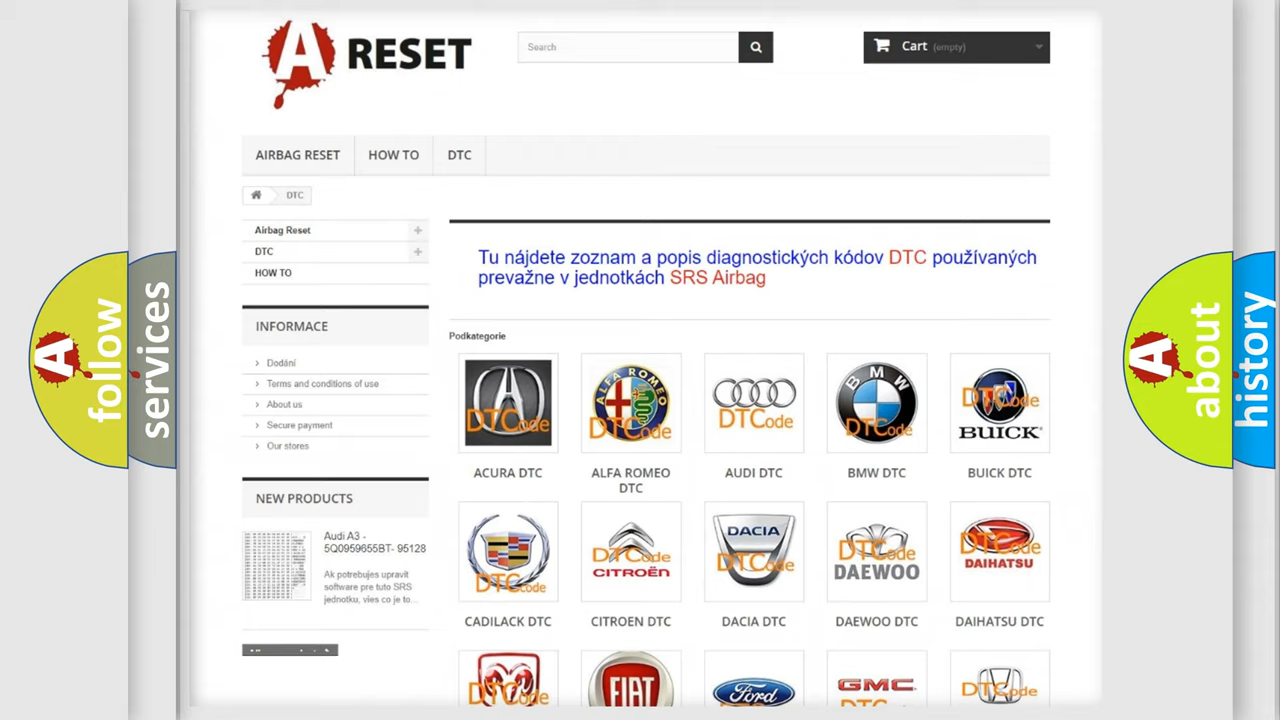 A RESET
Search
Cart (empty)
AIRBAG RESET
HOW TO
DTC
DTC
Airbag Reset
DTC
HOW TO
Tu nájdete zoznam a popis diagnostických kódov DTC používaných
prevažne v jednotkách SRS Airbag
INFORMACE
Dodání
Terms and conditions of use
About us
Secure payment
Our stores
NEW PRODUCTS
Audi A3 -
5Q0959655BT- 95128
Ak potrebujes upravit
software pre tuto SRS
jednotku, vies co je to...
Podkategorie
DTCode
ALFA ROMEO
DTCode
DTCode
BMW
DTCode
DTCode
BUICK
ACURA DTC
ALFA ROMEO
DTC
AUDI DTC
BMW DTC
BUICK DTC
DTCode
DTCode
CITROËN
DACIA
DTCode
DTCode
DAEWOO
DTCode
DAIHATSU
CADILACK DTC
CITROEN DTC
DACIA DTC
DAEWOO DTC
DAIHATSU DTC
DTCode
FIAT
Ford
GMC
DTCode
A follow
services
A about
history